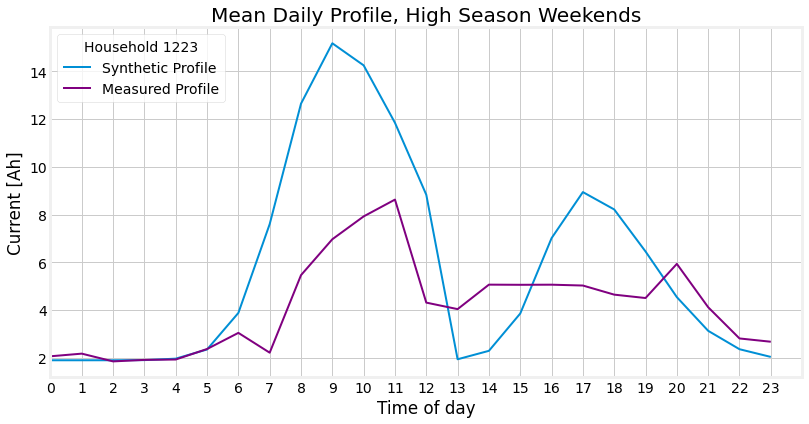 Mean Daily Profile, High Season Weekends
Household 1223
Synthetic Profile
Measured Profile
Current [Ah]
14
12
10
8
6
4
2
0 1 2 3 4 5 6 7 8 9 10 11 12 13 14 15 16 17 18 19 20 21 22 23
Time of day